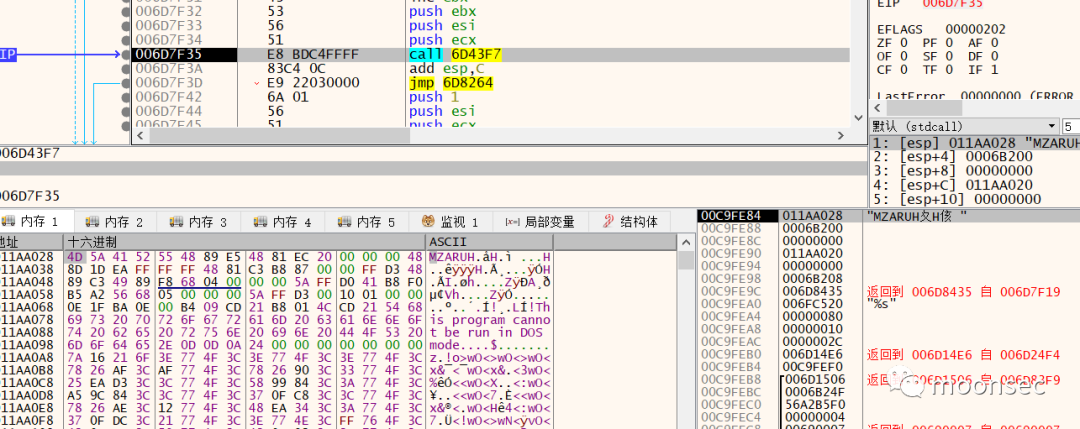 006D7F32 53 push ebx
006D7F33 56 push esi
006D7F34 51 push ecx
EIP 006D7F35 E8 BDC4FFFF call 6D43F7
006D7F3A 83C4 0C add esp,C
006D7F3D E9 22030000 jmp 6D8264
006D7F42 6A 01 push 1
006D7F44 56 push esi
006D7F45 51 push ecx
EIP 006D7F35
EFLAGS 00000202
ZF 0 PF 0 AF 0
OF 0 SF 0 DF 0
CF 0 TF 0 IF 1
LastError 00000000 (ERROR
默认 (stdcall) 5
1: [esp] 011AA028 "MZARUH
2: [esp+4] 0006B200
3: [esp+8] 00000000
4: [esp+C] 011AA020
5: [esp+10] 00000000
006D43F7
006D7F35
内存 1 内存 2 内存 3 内存 4 内存 5 监视 1 局部变量 结构体
地址 十六进制 ASCII
011AA028 4D 5A 41 52 55 48 89 E5 48 81 EC 20 00 00 00 48 MZARUH.åH.ì ...H
011AA038 8D 1D EA FF FF FF 48 81 C3 B8 87 00 00 FF D3 48 ..êÿÿÿH.Ã¸...ÿÓH
011AA048 89 C3 49 89 F8 68 04 00 00 00 5A FF D0 41 B8 F0 .ÃI.øh....ZÿÐA¸ð
011AA058 B5 A2 56 68 05 00 00 00 5A FF D3 00 10 01 00 00 µ¢Vh....ZÿÓ.....
011AA068 0E 1F BA 0E 00 B4 09 CD 21 B8 01 4C CD 21 54 68 ..º..´.Í!¸.LÍ!Th
011AA078 69 73 20 70 72 6F 67 72 61 6D 20 63 61 6E 6E 6F is program canno
011AA088 74 20 62 65 20 72 75 6E 20 69 6E 20 44 4F 53 20 t be run in DOS
011AA098 6D 6F 64 65 2E 0D 0D 0A 24 00 00 00 00 00 00 00 mode....$.......
011AA0A8 7A 16 21 6F 3E 77 4F 3C 3E 77 4F 3C 3E 77 4F 3C z.!o>wO<>wO<>wO<
011AA0B8 78 26 AF 3C AF 77 4F 3C 78 26 90 3C 33 77 4F 3C x&¯<¯wO<x&.<3wO<
011AA0C8 25 EA D3 3C 3C 77 4F 3C 58 99 84 3C 3A 77 4F 3C %êÓ<<wO<X..<:wO<
011AA0D8 A5 9C 84 3C 3C 77 4F 3C 37 0F CC 3C 77 4F 3C
011AA0E8 78 26 AE 3C 12 77 4F 3C 48 EA 34 3C 3A 77 4F 3C x&®<.wO<Hê4<:wO<
011AA0F8 37 0F DC 3C 21 77 4F 3C 3E 77 4E 3C FF 76 4F 3C 7.Ü<!wO<>wN<ÿvO<
00C9FE84 011AA028 "MZARUH
00C9FE88 0006B200
00C9FE8C 00000000
00C9FE90 011AA020
00C9FE94 00000000
00C9FE98 0006B208
00C9FE9C 006D8435 返回到 006D8435 自 006D7F19
00C9FEA0 006FC520 "%s"
00C9FEA4 00000080
00C9FEA8 00000010
00C9FEAC 0000002C
00C9FEB0 006D14E6 返回到 006D14E6 自 006D24F4
00C9FEB4 00C9FEF0
00C9FEB8 006D1506 返回到 006D1506 自
00C9FEBC 0006B24F
00C9FEC0 56A2B5F0
00C9FEC4 00000004
moonsec